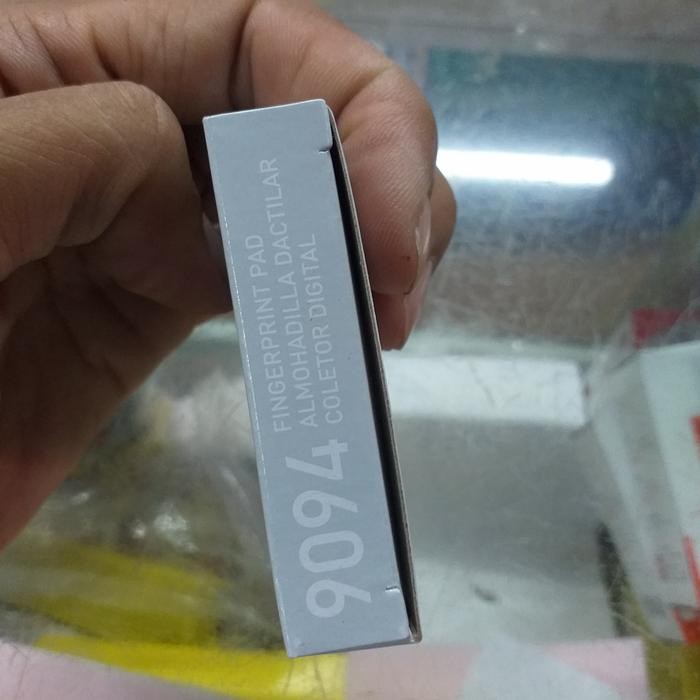 9094
FINGERPRINT PAD
ALMOHADILLA DACTILAR
COLETOR DIGITAL